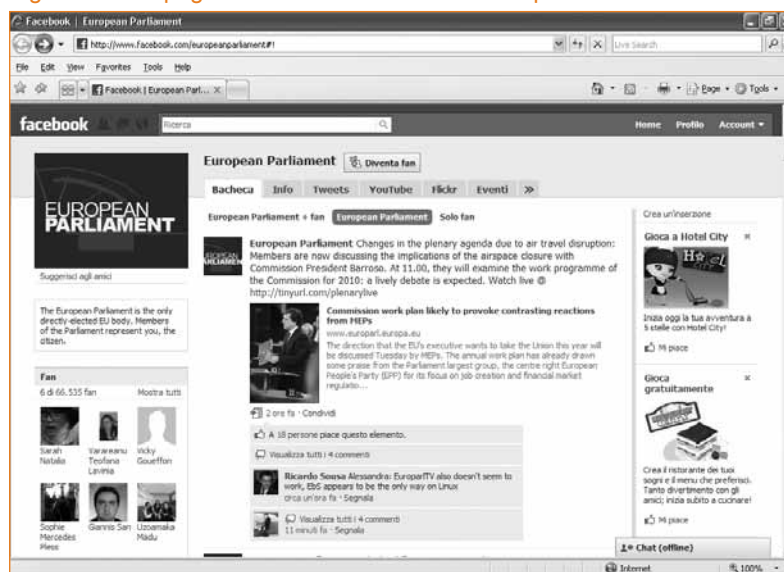 Facebook | European Parliament
http://www.facebook.com/europeanparliament#!
Live Search
File Edit View Favorites Tools Help
Facebook | European Parl... X
Page Tools
facebook
Ricerca
Home Profilo Account
EUROPEAN
PARLIAMENT
Suggerisci agli amici
The European Parliament is the only
directly-elected EU body. Members
of the Parliament represent you, the
citizen.
Fan
6 di 66.535 fan Mostra tutti
Sarah
Natalia
Varareanu
Teofana
Lavinia
Vicky
Goueffon
Sophie
Mercedes
Mess
Giannis San
Uzoamaka
Madu
European Parliament Diventa fan
Bacheca Info Tweets YouTube Flickr Eventi »
European Parliament + fan European Parliament Solo fan
EUROPEAN
PARLIAMENT
European Parliament Changes in the plenary agenda due to air travel disruption:
Members are now discussing the implications of the airspace closure with
Commission President Barroso. At 11.00, they will examine the work programme of
the Commission for 2010: a lively debate is expected. Watch live @
http://tinyurl.com/plenarylive
Commission work plan likely to provoke contrasting reactions
from MEPs
www.europarl.europa.eu
The direction that the EU's executive wants to take the Union this year will
be discussed Tuesday by MEPs. The annual work plan has already drawn
some praise from the Parliament largest group, the centre right European
People's Party (EPP) for its focus on job creation and financial market
regulatio...
2 ore fa · Condividi
A 18 persone piace questo elemento.
Visualizza tutti i 4 commenti
Ricardo Sousa Alessandra: EuroparlTV also doesn't seem to
work, EbS appears to be the only way on Linux
circa un'ora fa · Segnala
Visualizza tutti i 4 commenti
11 minuti fa · Segnala
Crea un'inserzione
Gioca a Hotel City
Inizia oggi la tua avventura a
5 stelle con Hotel City!
Mi piace
Gioca
gratuitamente
Crea il ristorante dei tuoi
sogni e il menu che preferisci.
Tanto divertimento con gli
amici; inizia subito a cucinare!
Mi piace
Chat (offline)
Internet 100%